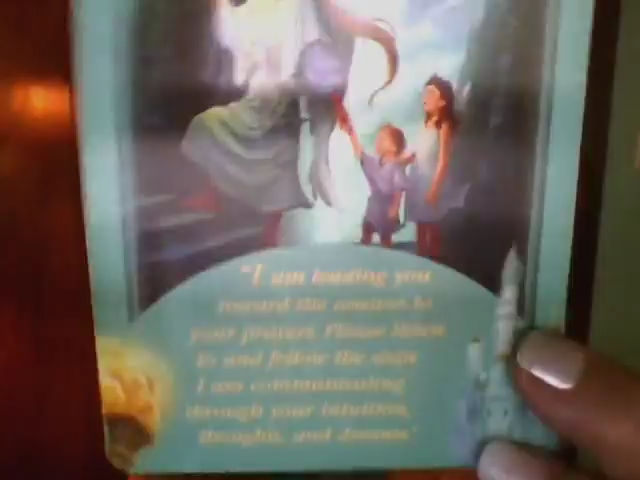 "I am leading you
toward the answer to
your prayers. Please listen
to and follow the steps
I am communicating
through your intuition,
thoughts, and dreams."